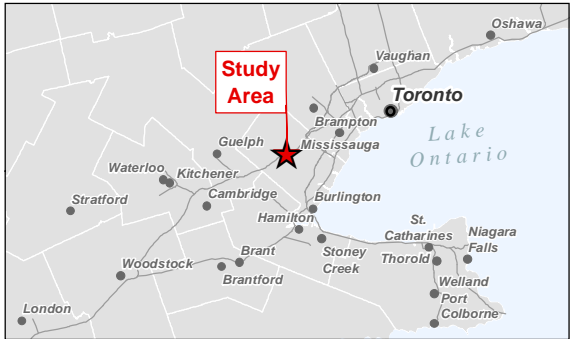 Oshawa
Vaughan
Study
Area
Toronto
Brampton
Lake
Ontario
Guelph
Mississauga
Waterloo
Kitchener
Cambridge
Stratford
Burlington
Hamilton
St.
Catharines
Niagara
Falls
Stoney
Creek
Thorold
Brant
Woodstock
Brantford
Welland
Port
Colborne
London